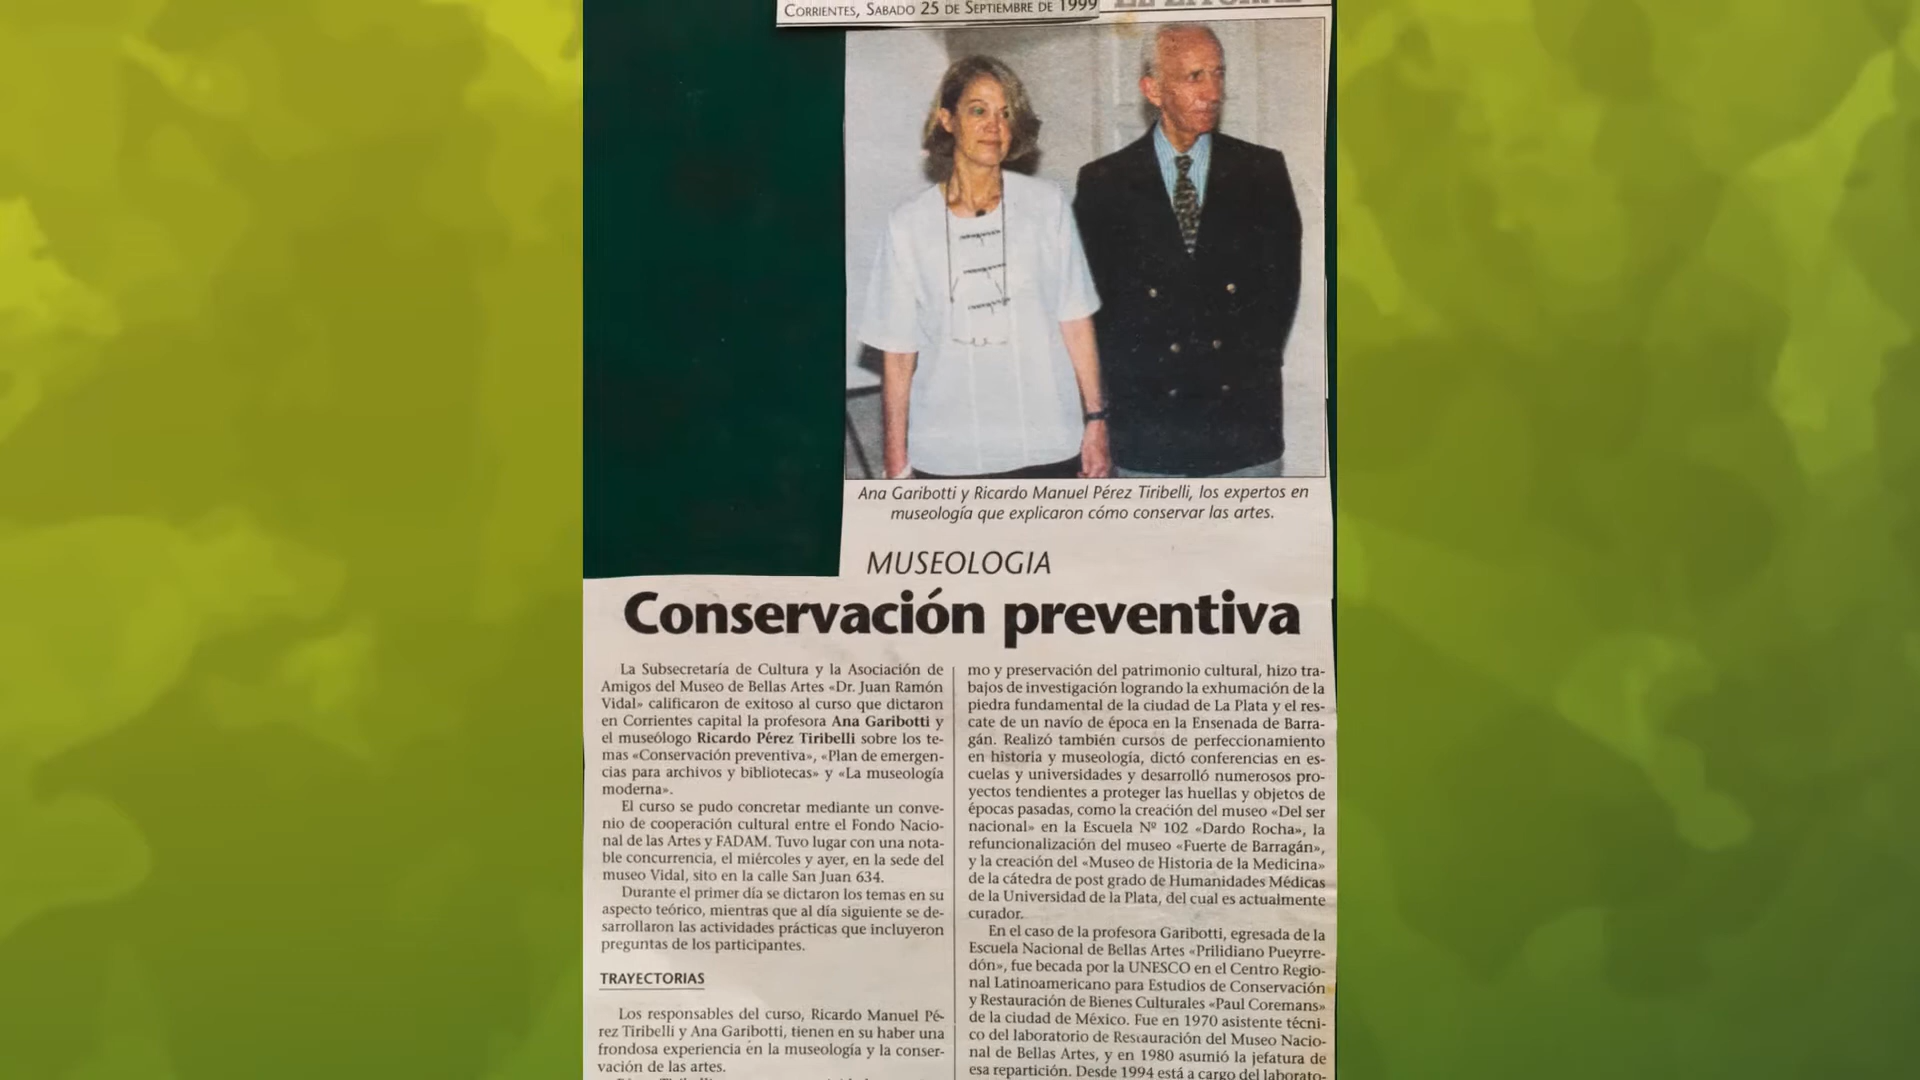 CORRIENTES, SABADO 25 DE SEPTIEMBRE DE 1999
Ana Garibotti y Ricardo Manuel Pérez Tiribelli, los expertos en
museología que explicaron cómo conservar las artes.
MUSEOLOGIA
Conservación preventiva
La Subsecretaría de Cultura y la Asociación de
Amigos del Museo de Bellas Artes «Dr. Juan Ramón
Vidal» calificaron de exitoso al curso que dictaron
en Corrientes capital la profesora Ana Garibotti y
el museólogo Ricardo Pérez Tiribelli sobre los te-
mas «Conservación preventiva», «Plan de emergen-
cias para archivos y bibliotecas» y «La museología
moderna».
El curso se pudo concretar mediante un conve-
nio de cooperación cultural entre el Fondo Nacio-
nal de las Artes y FADAM. Tuvo lugar con una nota-
ble concurrencia, el miércoles y ayer, en la sede del
museo Vidal, sito en la calle San Juan 634.
Durante el primer día se dictaron los temas en su
aspecto teórico, mientras que al día siguiente se de-
sarrollaron las actividades prácticas que incluyeron
preguntas de los participantes.
TRAYECTORIAS
Los responsables del curso, Ricardo Manuel Pé-
rez Tiribelli y Ana Garibotti, tienen en su haber una
frondosa experiencia en la museología y la conser-
vación de las artes.
mo y preservación del patrimonio cultural, hizo tra-
bajos de investigación logrando la exhumación de la
piedra fundamental de la ciudad de La Plata y el res-
cate de un navío de época en la Ensenada de Barra-
gán. Realizó también cursos de perfeccionamiento
en historia y museología, dictó conferencias en es-
cuelas y universidades y desarrolló numerosos pro-
yectos tendientes a proteger las huellas y objetos de
épocas pasadas, como la creación del museo «Del ser
nacional» en la Escuela Nº 102 «Dardo Rocha», la
refuncionalización del museo «Fuerte de Barragán»,
y la creación del «Museo de Historia de la Medicina»
de la cátedra de post grado de Humanidades Médicas
de la Universidad de la Plata, del cual es actualmente
curador.
En el caso de la profesora Garibotti, egresada de la
Escuela Nacional de Bellas Artes «Prilidiano Pueyrre-
dón», fue becada por la UNESCO en el Centro Regio-
nal Latinoamericano para Estudios de Conservación
y Restauración de Bienes Culturales «Paul Coremans»
de la ciudad de México. Fue en 1970 asistente técni-
co del laboratorio de Restauración del Museo Nacio-
nal de Bellas Artes, y en 1980 asumió la jefatura de
esa repartición. Desde 1994 está a cargo del laborato-